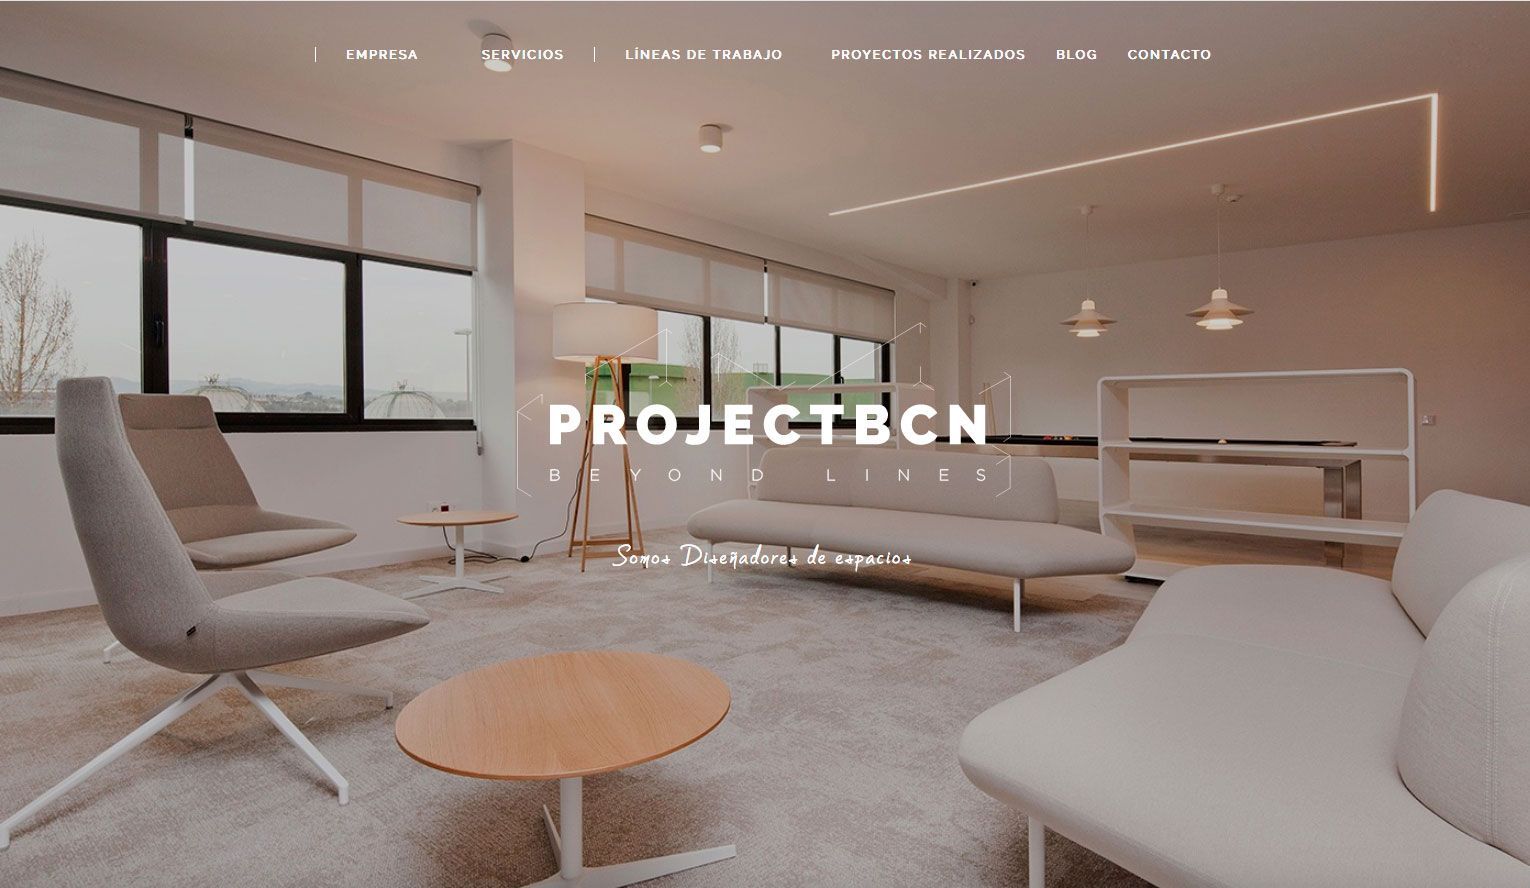 EMPRESA SERVICIOS LÍNEAS DE TRABAJO PROYECTOS REALIZADOS BLOG CONTACTO
PROJECTBCN
BEYOND LINES
Somos Diseñadores de espacios